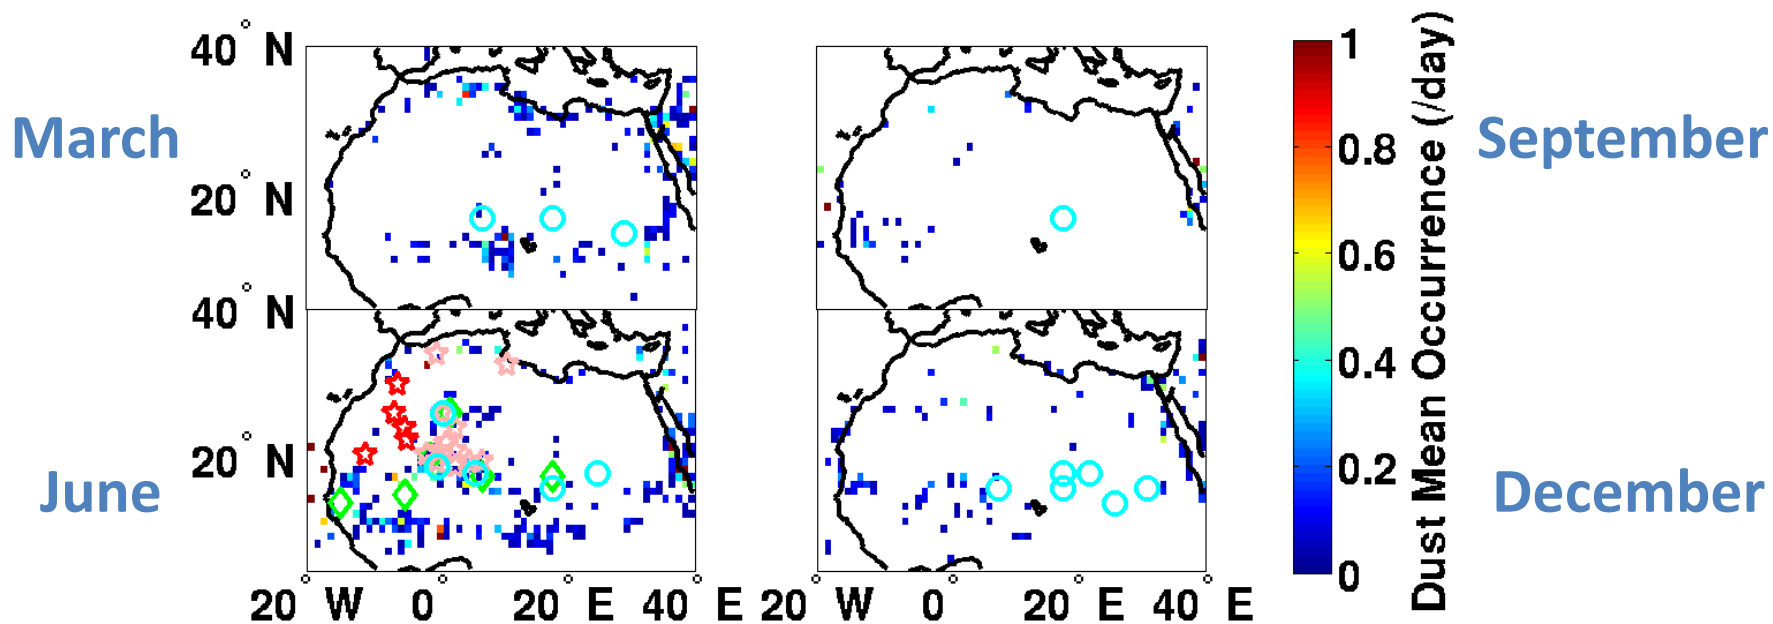 40° N
March
20° N
40° N
June
20° N
20° W 0° 20° E 40° E
20° W 0° 20° E 40° E
1
0.8
0.6
0.4
0.2
0
Dust Mean Occurrence (/day)
September
December